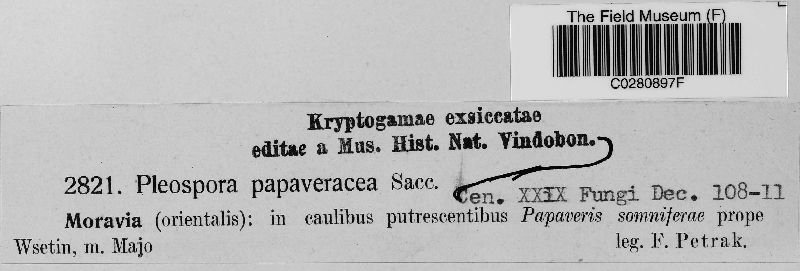 The Field Museum (F)
C0280897F
Kryptogamae exsiccatae
editae a Mus. Hist. Nat. Vindobon.
2821. Pleospora papaveracea Sacc.
Cen. XXIX Fungi Dec. 108-11
Moravia (orientalis): in caulibus putrescentibus Papaveris somniferae prope
Wsetin, m. Majo leg. F. Petrak.